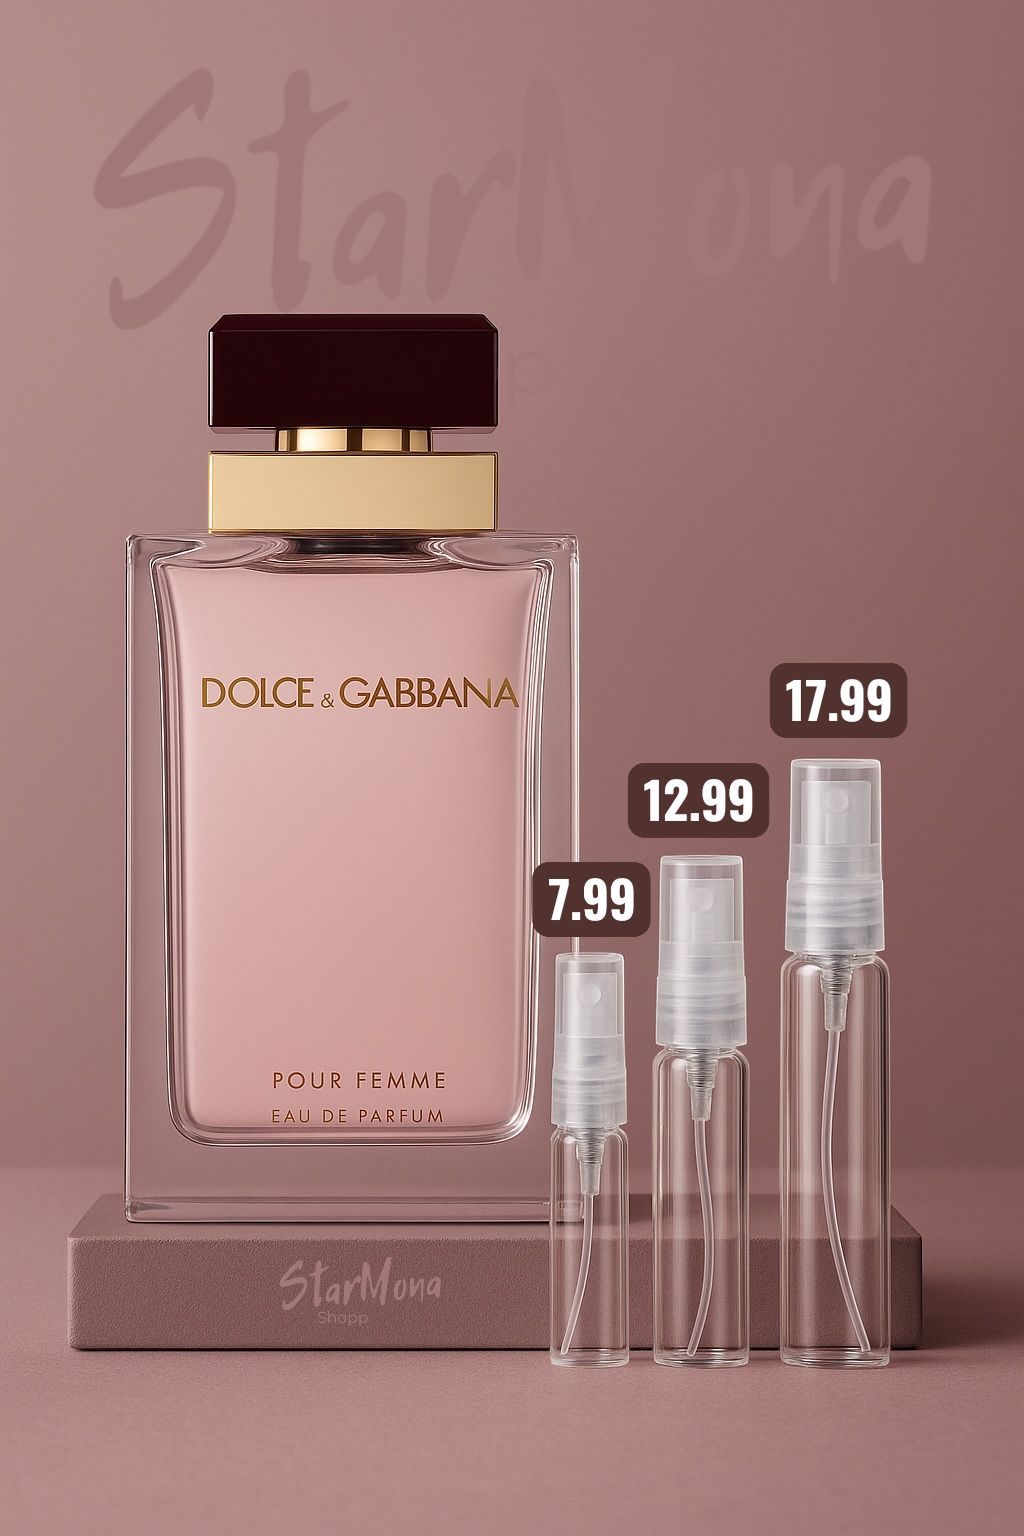 StarMona
p
DOLCE & GABBANA
17.99
12.99
7.99
POUR FEMME
EAU DE PARFUM
StarMona
Shopp